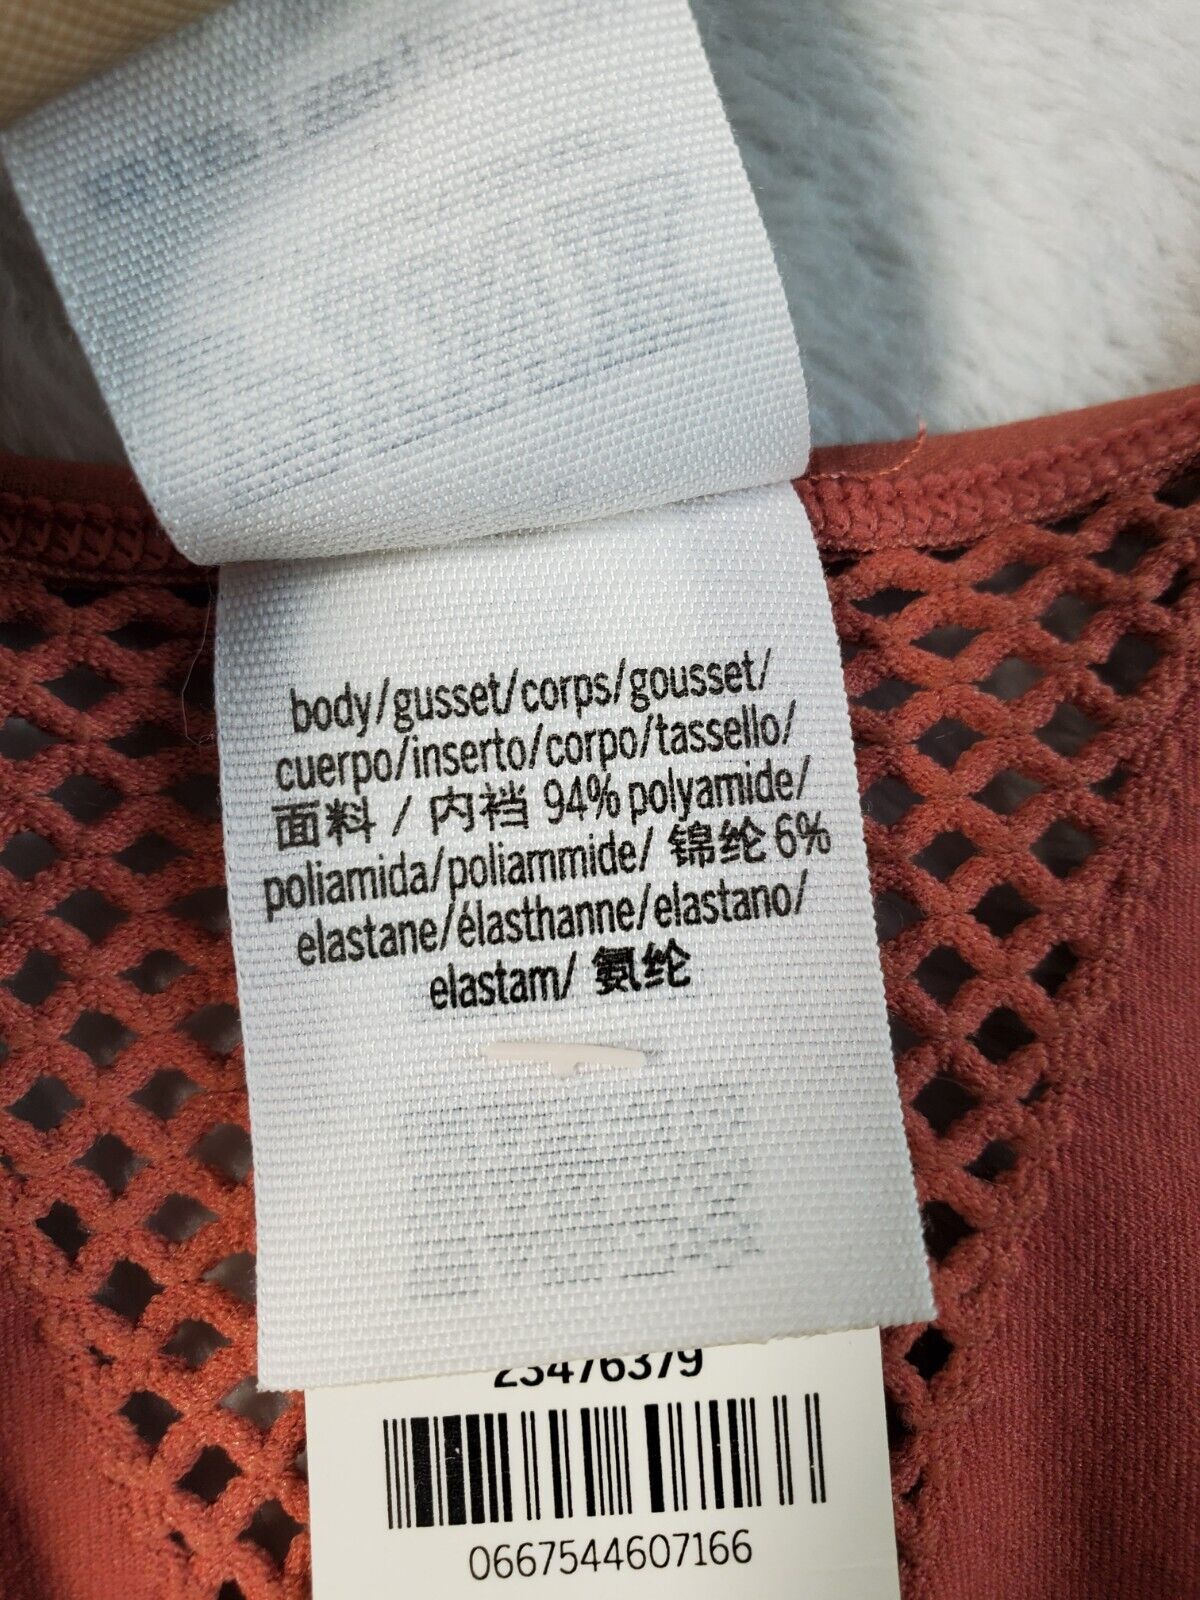 body/gusset/corps/gousset/
cuerpo/inserto/corpo/tassello/
面料 / 内裆 94% polyamide/
poliamida/poliammide/ 锦纶 6%
elastane/élasthanne/elastano/
elastam/ 氨纶
23476379
0667544607166